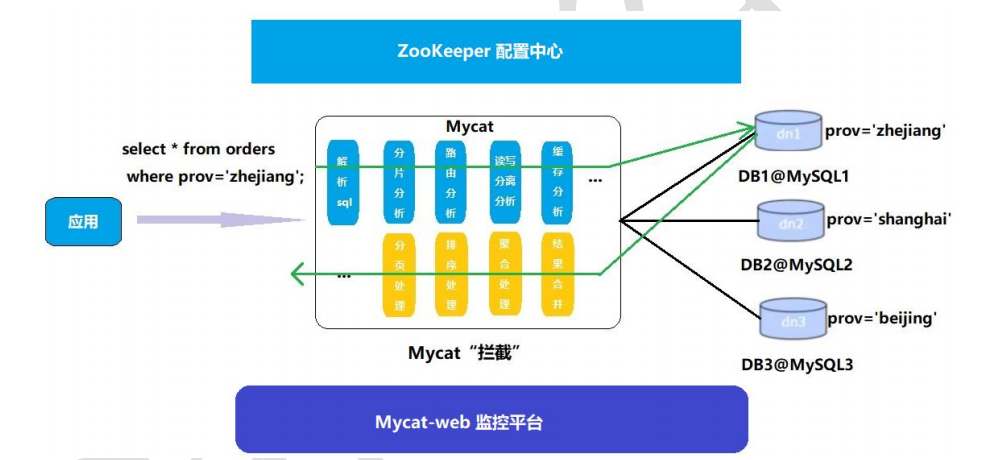 ZooKeeper 配置中心
Mycat
select * from orders
where prov='zhejiang';
应用
解析sql
分片分析
路由分析
读写分离分析
缓存分析
...
...
分页处理
排序处理
聚合处理
结果合并
Mycat“拦截”
dn1
prov='zhejiang'
DB1@MySQL1
dn2
prov='shanghai'
DB2@MySQL2
dn3
prov='beijing'
DB3@MySQL3
Mycat-web 监控平台